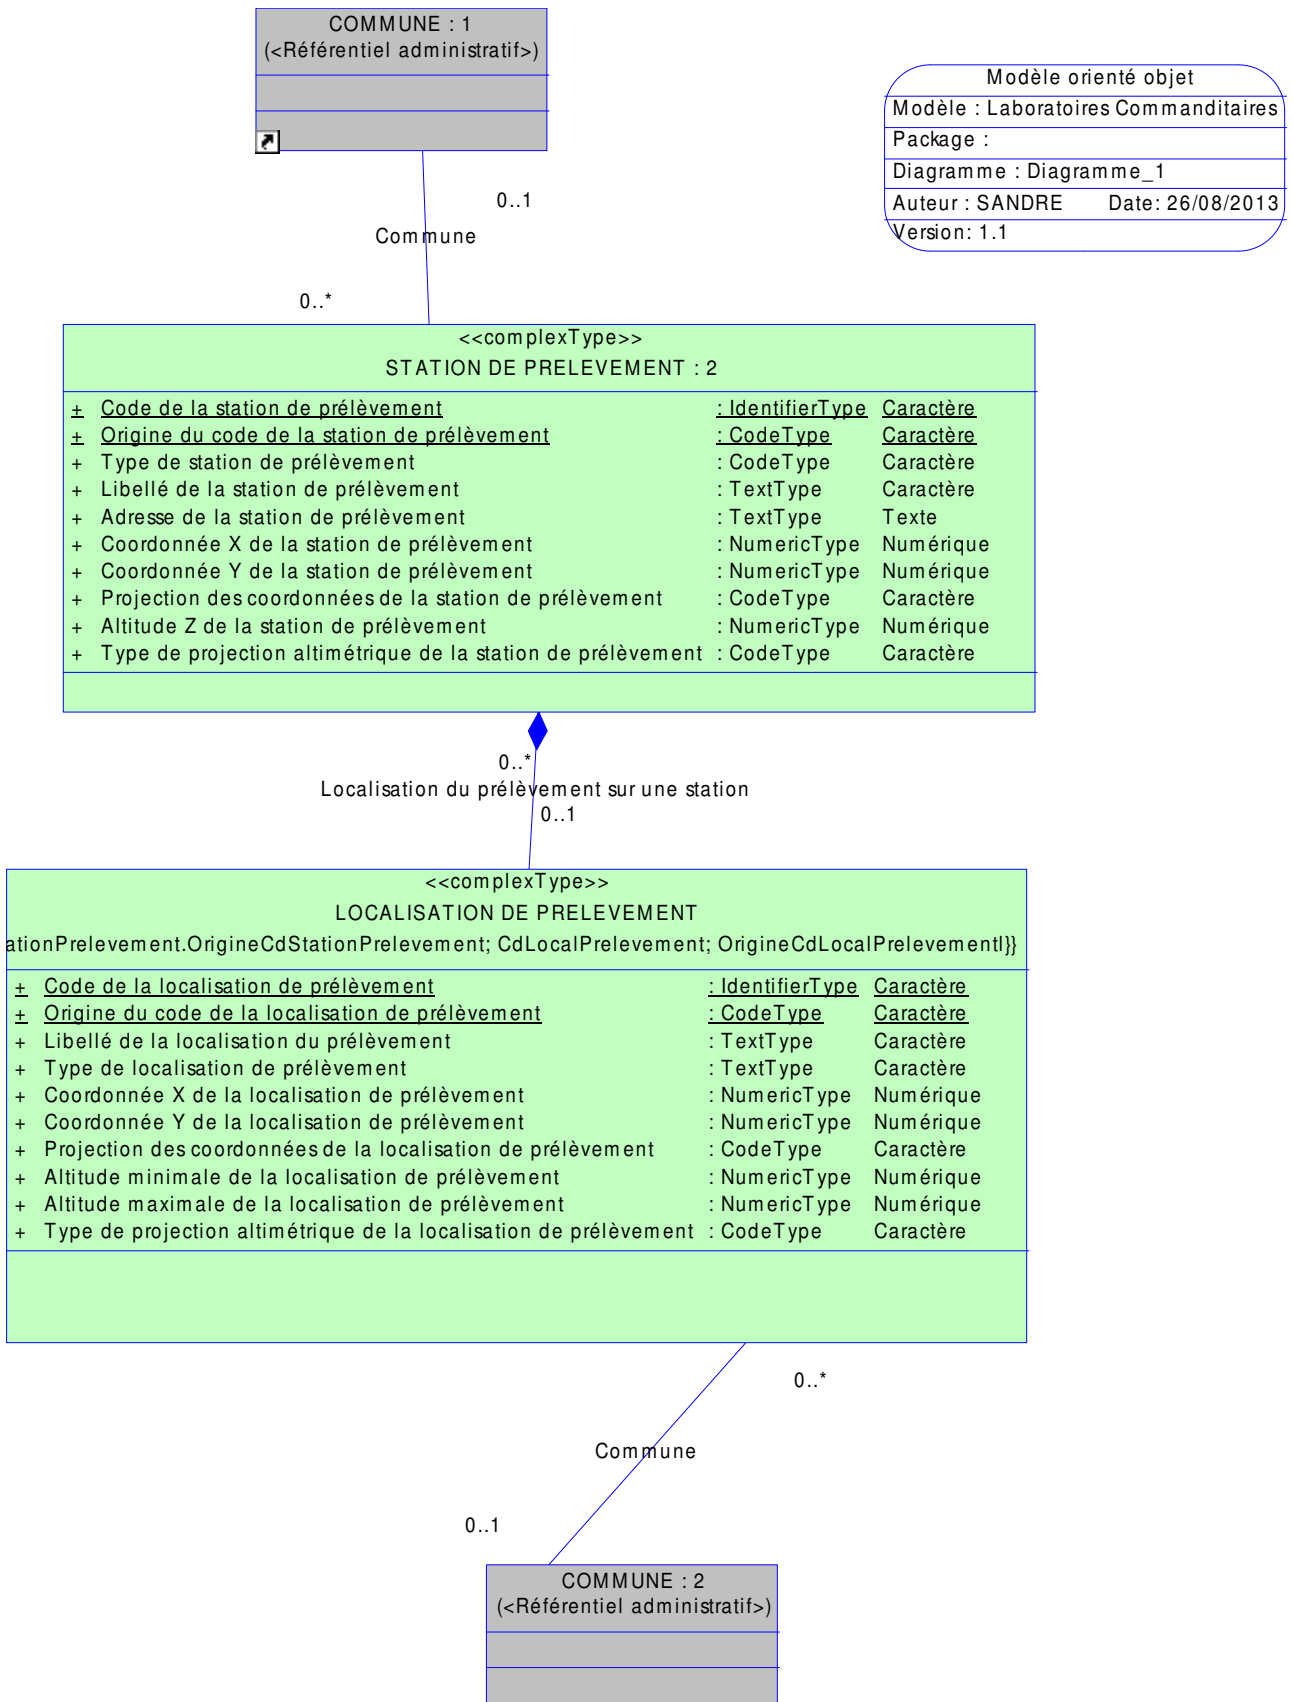 COMMUNE : 1
(<Référentiel administratif>)
Modèle orienté objet
Modèle : Laboratoires Commanditaires
Package :
Diagramme : Diagramme_1
Auteur : SANDRE Date: 26/08/2013
Version: 1.1
0..1
Commune
0..*
<<complexType>>
STATION DE PRELEVEMENT : 2
+ Code de la station de prélèvement : IdentifierType Caractère
+ Origine du code de la station de prélèvement : CodeType Caractère
+ Type de station de prélèvement : CodeType Caractère
+ Libellé de la station de prélèvement : TextType Caractère
+ Adresse de la station de prélèvement : TextType Texte
+ Coordonnée X de la station de prélèvement : NumericType Numérique
+ Coordonnée Y de la station de prélèvement : NumericType Numérique
+ Projection des coordonnées de la station de prélèvement : CodeType Caractère
+ Altitude Z de la station de prélèvement : NumericType Numérique
+ Type de projection altimétrique de la station de prélèvement : CodeType Caractère
0..*
Localisation du prélèvement sur une station
0..1
<<complexType>>
LOCALISATION DE PRELEVEMENT
ationPrelevement.OrigineCdStationPrelevement; CdLocalPrelevement; OrigineCdLocalPrelevement|}}
+ Code de la localisation de prélèvement : IdentifierType Caractère
+ Origine du code de la localisation de prélèvement : CodeType Caractère
+ Libellé de la localisation du prélèvement : TextType Caractère
+ Type de localisation de prélèvement : TextType Caractère
+ Coordonnée X de la localisation de prélèvement : NumericType Numérique
+ Coordonnée Y de la localisation de prélèvement : NumericType Numérique
+ Projection des coordonnées de la localisation de prélèvement : CodeType Caractère
+ Altitude minimale de la localisation de prélèvement : NumericType Numérique
+ Altitude maximale de la localisation de prélèvement : NumericType Numérique
+ Type de projection altimétrique de la localisation de prélèvement : CodeType Caractère
0..*
Commune
0..1
COMMUNE : 2
(<Référentiel administratif>)